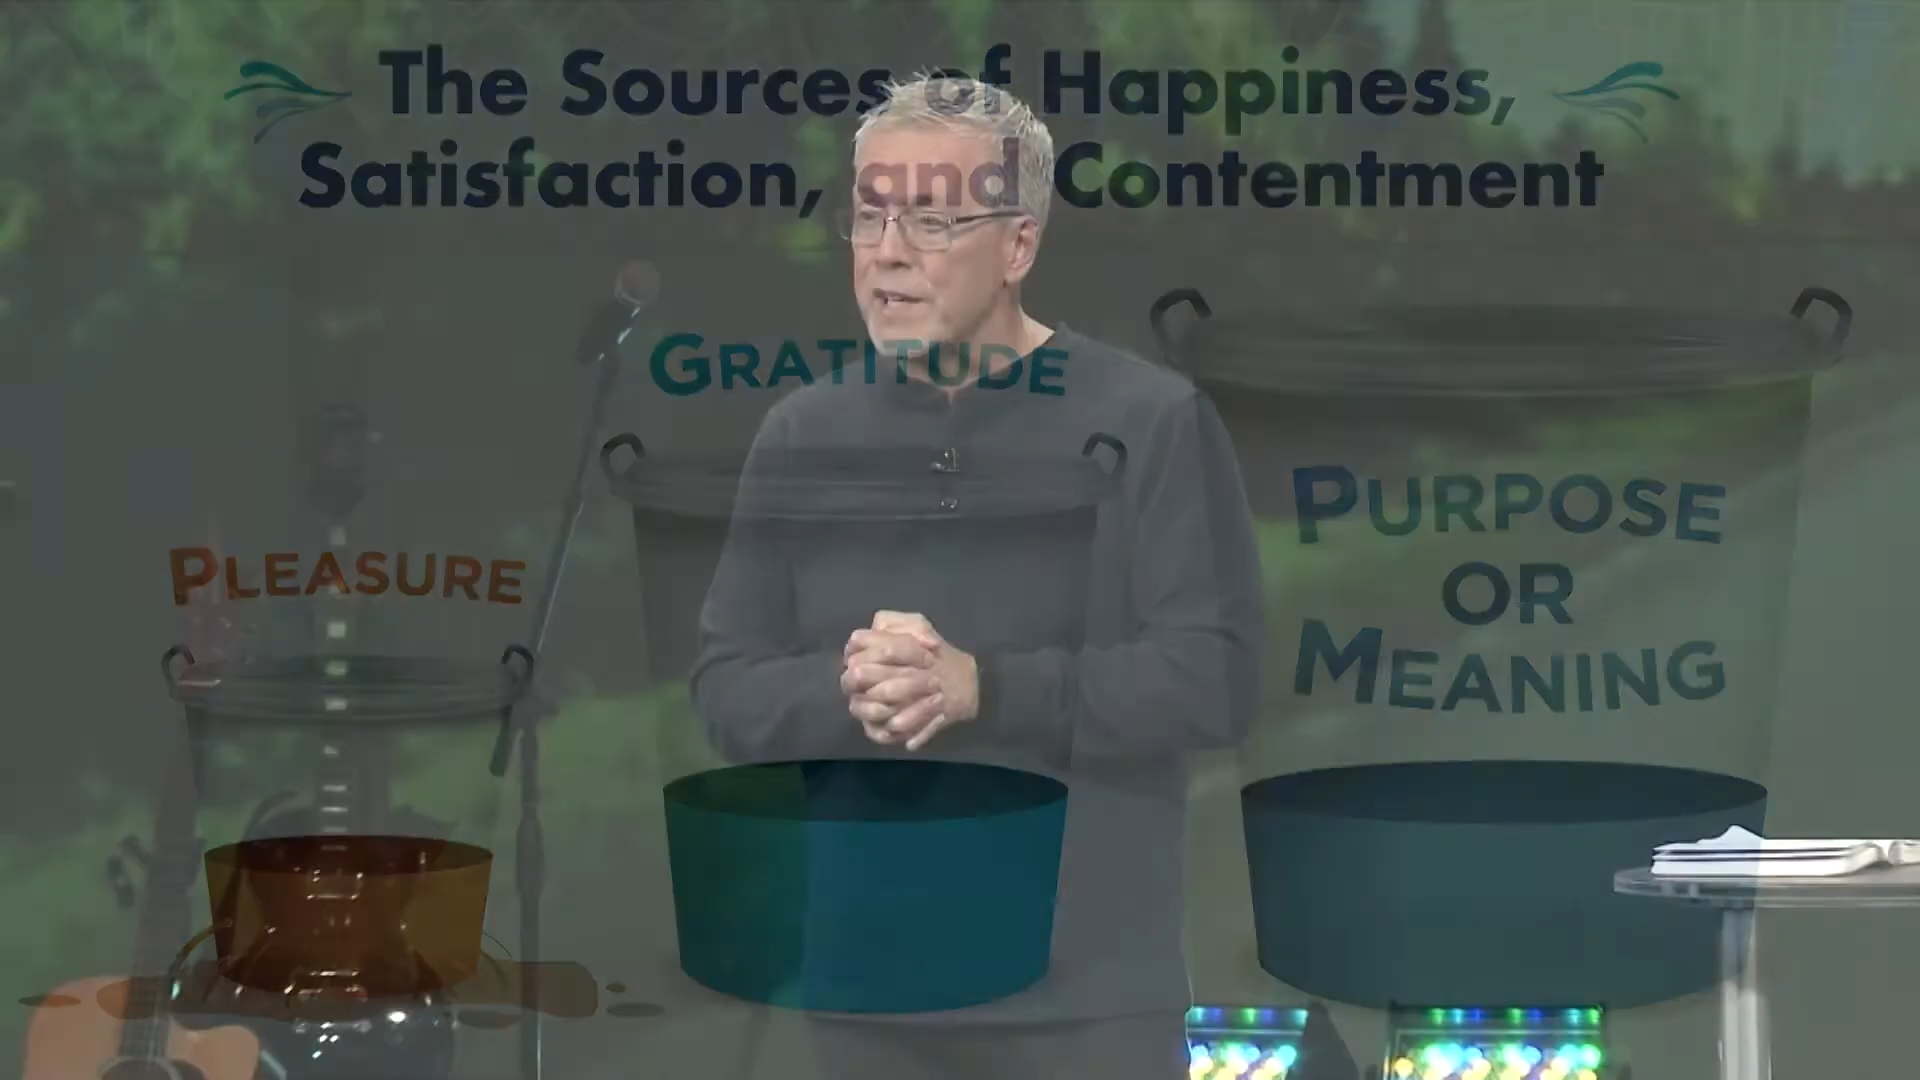 The Sources of Happiness,
Satisfaction, and Contentment
GRATITUDE
PLEASURE
PURPOSE
OR
MEANING